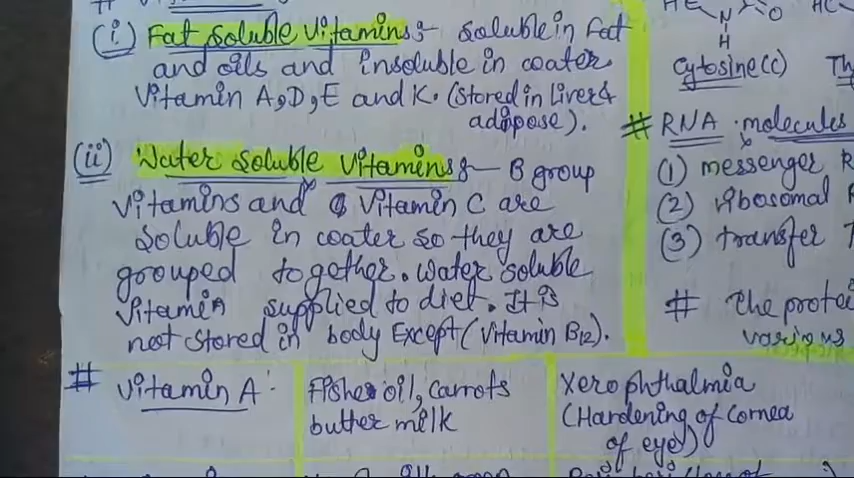 (i) Fat soluble vitamins :- soluble in fat
and oils and insoluble in water.
Vitamin A, D, E and K. (Stored in Liver &
adipose).
(ii) Water soluble vitamins :- B group
vitamins and vitamin C are
soluble in water so they are
grouped together. Water soluble
vitamin supplied to diet. It is
not stored in body Except (Vitamin B12).
# Vitamin A
Fisher oil, carrots
butter milk
Xerophthalmia
(Hardening of cornea
of eye)
N
O
H
Cytosine(c)
# RNA molecules
(1) messenger R
(2) ribosomal
(3) transfer
# The protei
various